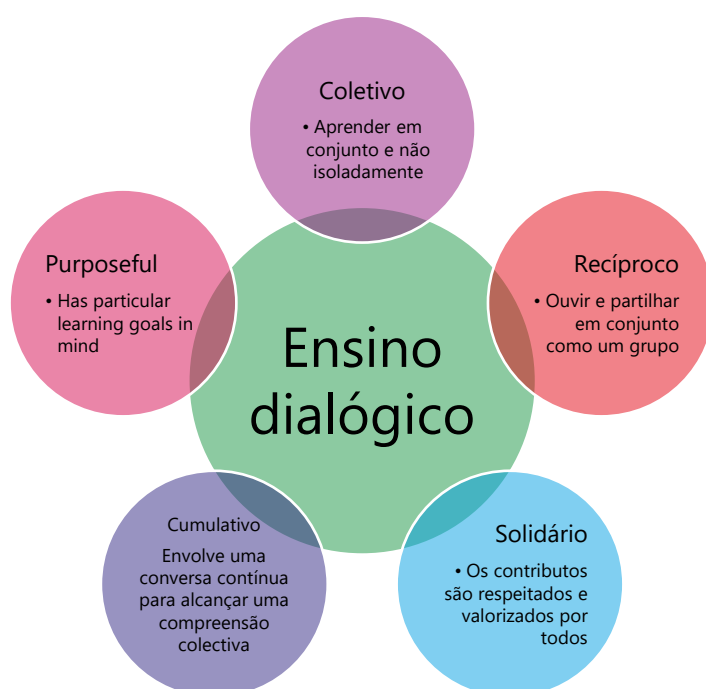 Coletivo
• Aprender em
conjunto e não
isoladamente
Purposeful
• Has particular
learning goals in
mind
Recíproco
• Ouvir e partilhar
em conjunto
como um grupo
Ensino
dialógico
Cumulativo
Envolve uma
conversa contínua
para alcançar uma
compreensão
colectiva
Solidário
• Os contributos
são respeitados e
valorizados por
todos